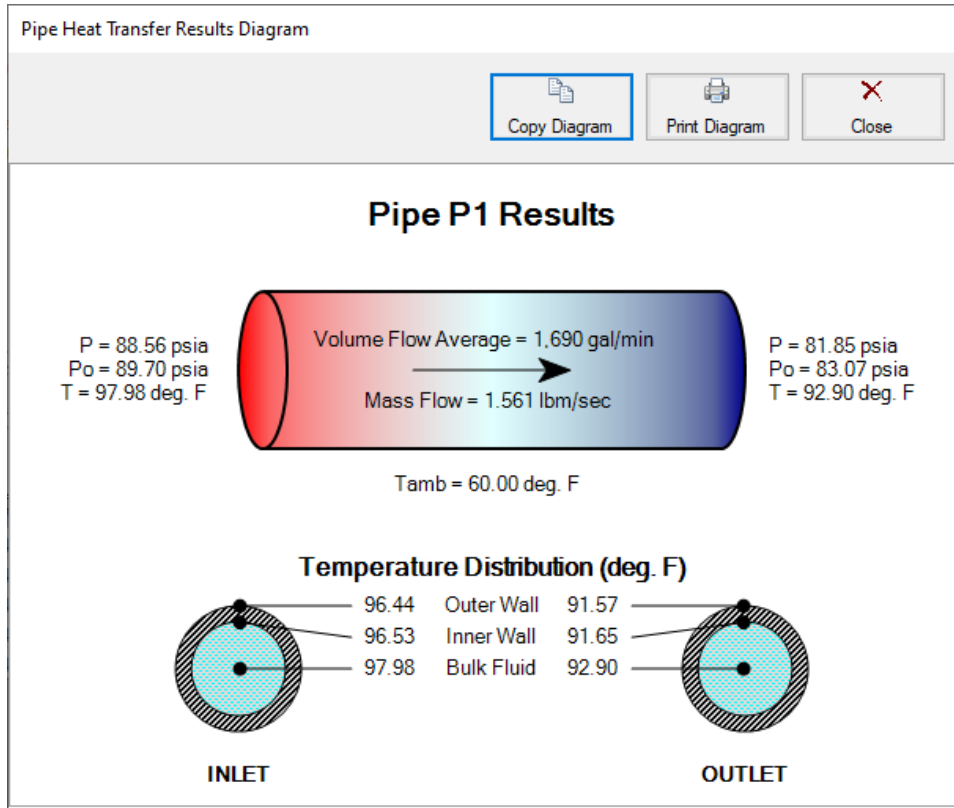 Pipe Heat Transfer Results Diagram
Copy Diagram
Print Diagram
Close
Pipe P1 Results
P = 88.56 psia
Po = 89.70 psia
T = 97.98 deg. F
Volume Flow Average = 1,690 gal/min
Mass Flow = 1.561 lbm/sec
P = 81.85 psia
Po = 83.07 psia
T = 92.90 deg. F
Tamb = 60.00 deg. F
Temperature Distribution (deg. F)
96.44 Outer Wall 91.57
96.53 Inner Wall 91.65
97.98 Bulk Fluid 92.90
INLET
OUTLET